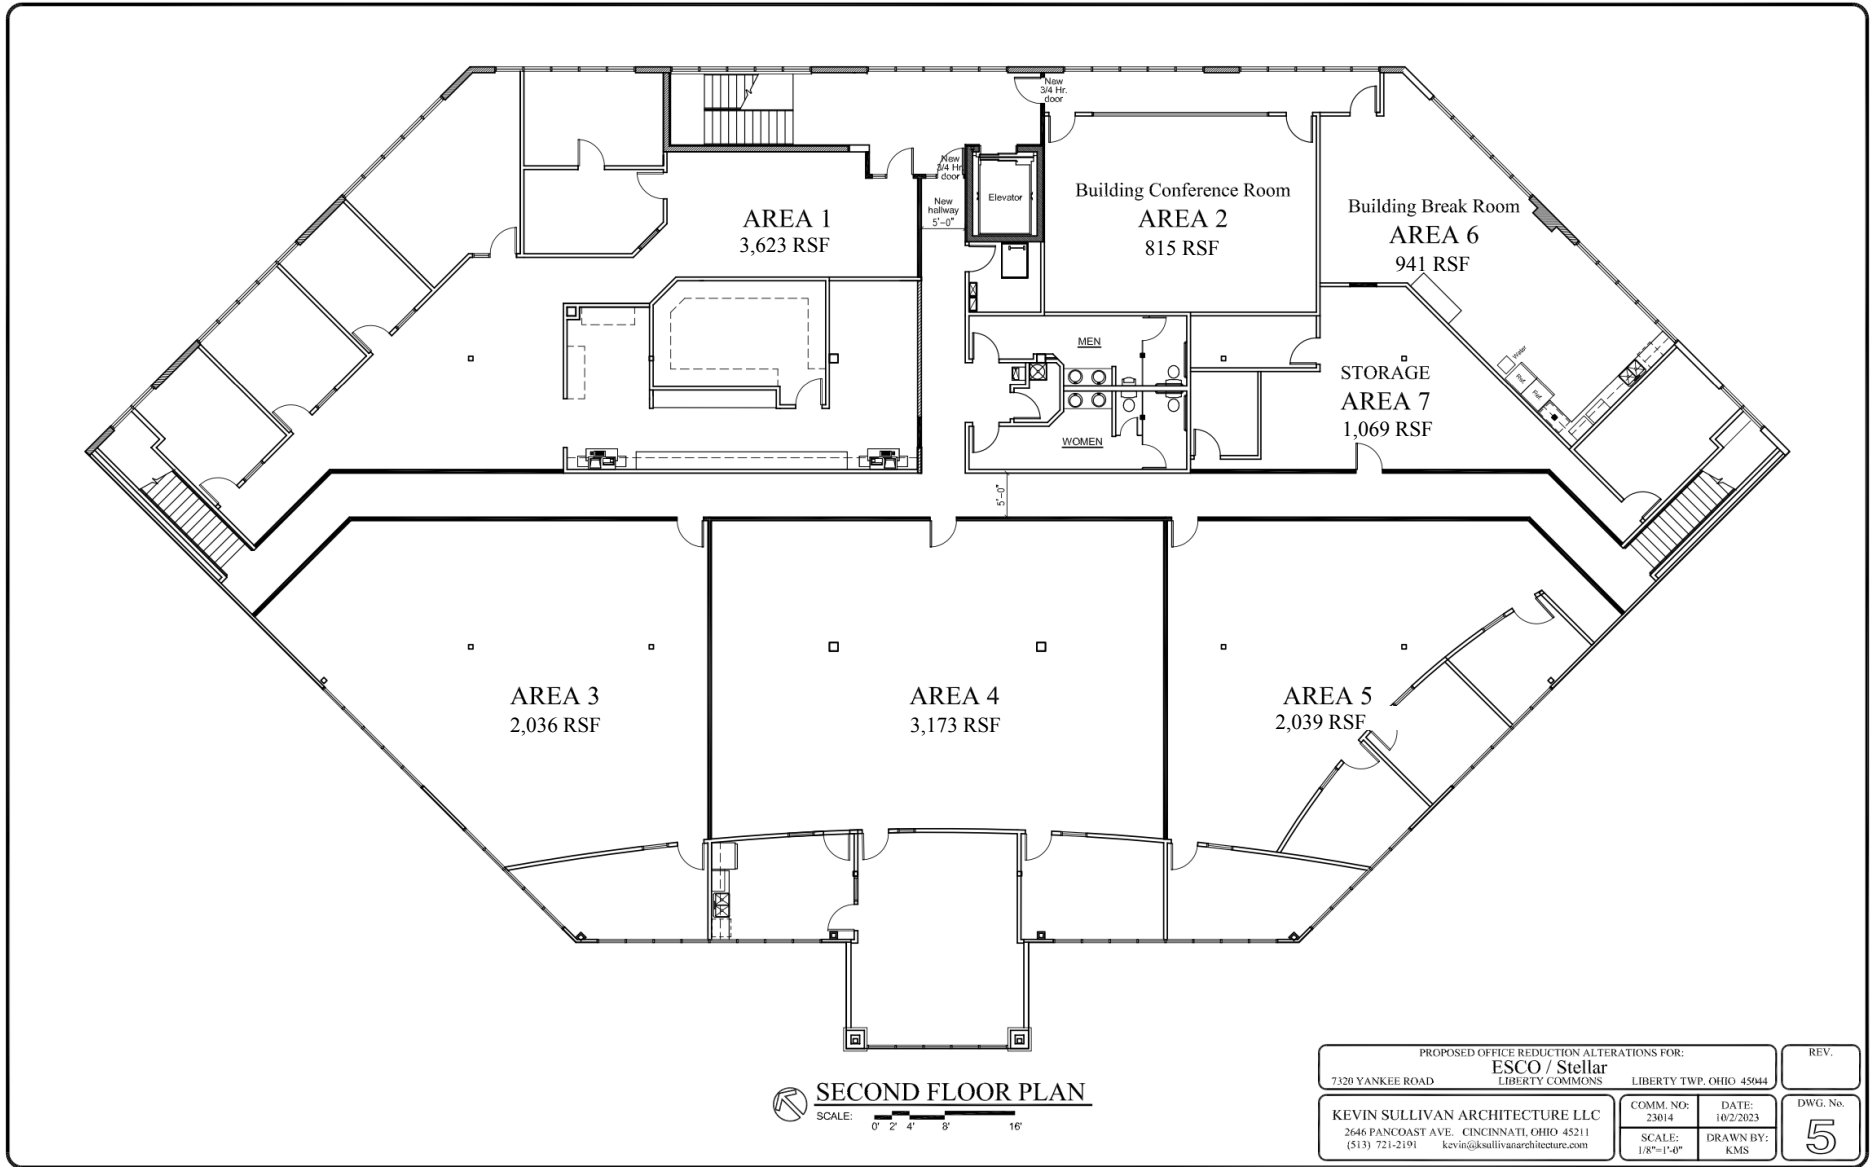 New
3/4 Hr.
door
New
3/4 Hr.
door
Elevator
New
hallway
5'-0"
AREA 1
3,623 RSF
Building Conference Room
AREA 2
815 RSF
Building Break Room
AREA 6
941 RSF
MEN
WOMEN
Water
Ref.
Ref.
STORAGE
AREA 7
1,069 RSF
5'-0"
AREA 3
2,036 RSF
AREA 4
3,173 RSF
AREA 5
2,039 RSF
SECOND FLOOR PLAN
SCALE:
0' 2' 4' 8' 16'
PROPOSED OFFICE REDUCTION ALTERATIONS FOR:
ESCO / Stellar
7320 YANKEE ROAD LIBERTY COMMONS LIBERTY TWP. OHIO 45044
REV.
KEVIN SULLIVAN ARCHITECTURE LLC
2646 PANCOAST AVE. CINCINNATI, OHIO 45211
(513) 721-2191 kevin@ksullivanarchitecture.com
COMM. NO:
23014
DATE:
10/2/2023
SCALE:
1/8"=1'-0"
DRAWN BY:
KMS
DWG. No.
5